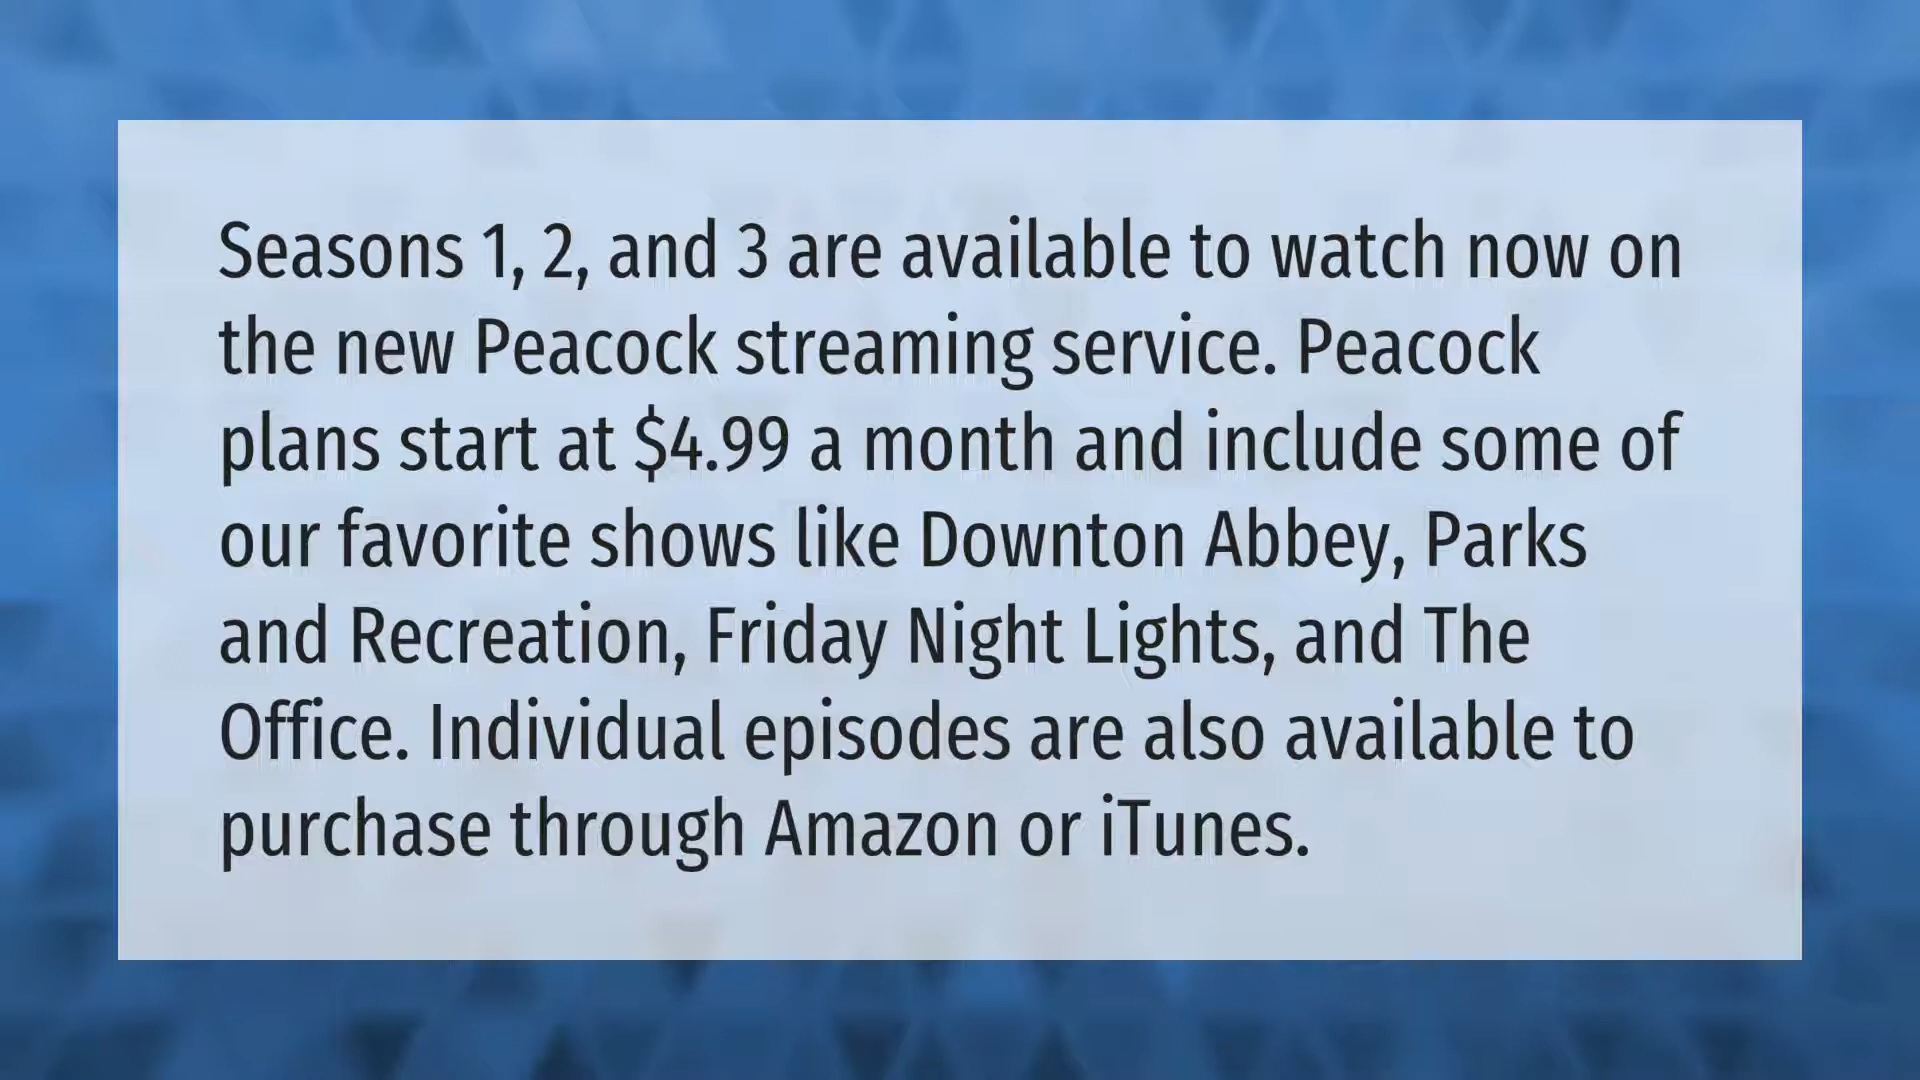 Seasons 1, 2, and 3 are available to watch now on
the new Peacock streaming service. Peacock
plans start at $4.99 a month and include some of
our favorite shows like Downton Abbey, Parks
and Recreation, Friday Night Lights, and The
Office. Individual episodes are also available to
purchase through Amazon or iTunes.